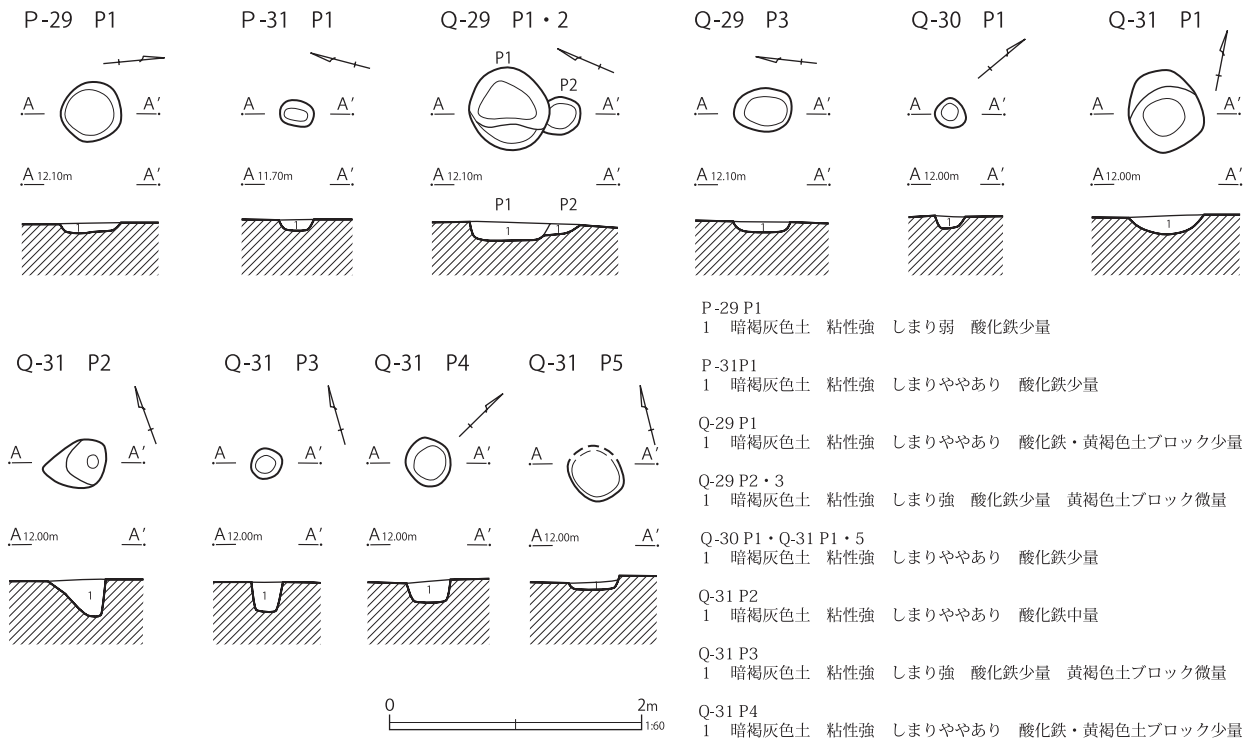 P-29 P1
P-31 P1
Q-29 P1・2
Q-29 P3
Q-30 P1
Q-31 P1
P1
P2
A A'
A A'
A A'
A A'
A A'
A A'
A 12.10m A'
A 11.70m A'
A 12.10m A'
A 12.10m A'
A 12.00m A'
A 12.00m A'
P1 P2
1
1
1 1
1
1
1
Q-31 P2
Q-31 P3
Q-31 P4
Q-31 P5
A A'
A A'
A A'
A A'
A 12.00m A'
A 12.00m A'
A 12.00m A'
A 12.00m A'
1
1
1
1
0 2m
1:60
P-29 P1
1 暗褐灰色土 粘性強 しまり弱 酸化鉄少量
P-31P1
1 暗褐灰色土 粘性強 しまりややあり 酸化鉄少量
Q-29 P1
1 暗褐灰色土 粘性強 しまりややあり 酸化鉄・黄褐色土ブロック少量
Q-29 P2・3
1 暗褐灰色土 粘性強 しまり強 酸化鉄少量 黄褐色土ブロック微量
Q-30 P1・Q-31 P1・5
1 暗褐灰色土 粘性強 しまりややあり 酸化鉄少量
Q-31 P2
1 暗褐灰色土 粘性強 しまりややあり 酸化鉄中量
Q-31 P3
1 暗褐灰色土 粘性強 しまり強 酸化鉄少量 黄褐色土ブロック微量
Q-31 P4
1 暗褐灰色土 粘性強 しまりややあり 酸化鉄・黄褐色土ブロック少量